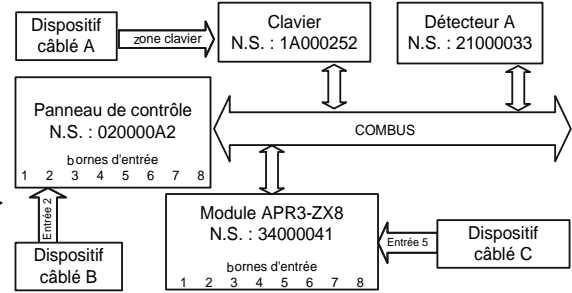 Dispositif
câblé A
zone clavier
Clavier
N.S. : 1A000252
Détecteur A
N.S. : 21000033
Panneau de contrôle
N.S. : 020000A2
bornes d'entrée
1 2 3 4 5 6 7 8
COMBUS
Entrée 2
Dispositif
câblé B
Module APR3-ZX8
N.S. : 34000041
bornes d'entrée
1 2 3 4 5 6 7 8
Entrée 5
Dispositif
câblé C